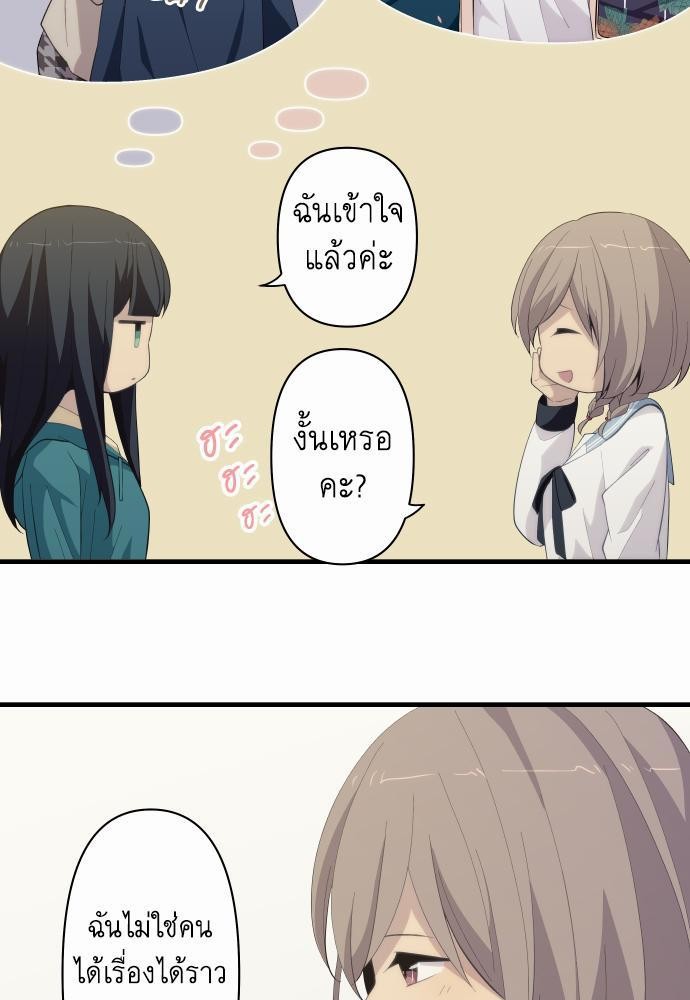 ฉันเข้าใจ
แล้วค่ะ
งั้นเหรอ
คะ?
ฮะ
ฮะ
ฮะ
ฉันไม่ใช่คน
ได้เรื่องได้ราว